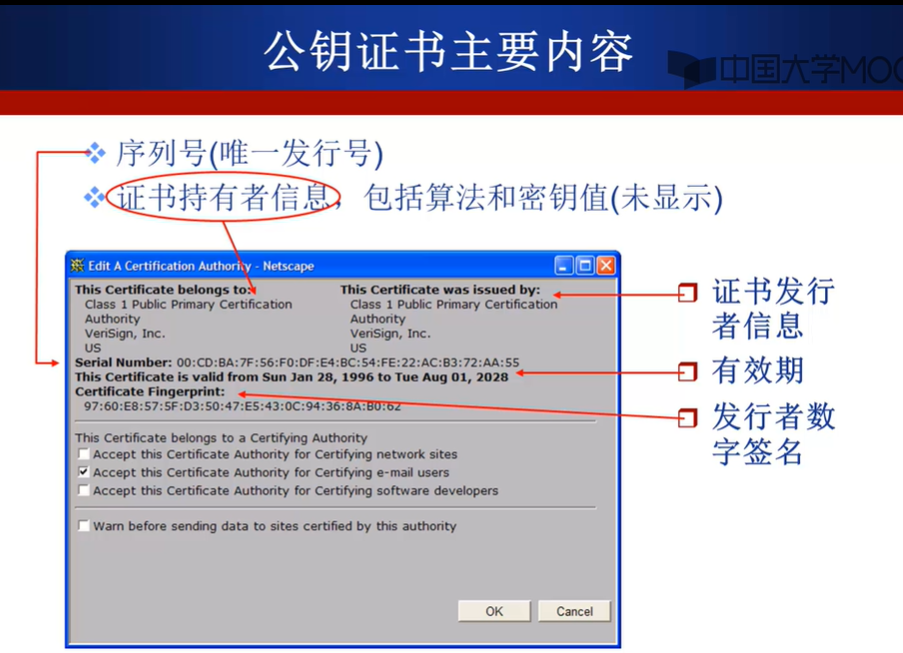 公钥证书主要内容
中国大学MOO
序列号(唯一发行号)
证书持有者信息，包括算法和密钥值(未显示)
Edit A Certification Authority - Netscape
This Certificate belongs to:
Class 1 Public Primary Certification
Authority
VeriSign, Inc.
US
This Certificate was issued by:
Class 1 Public Primary Certification
Authority
VeriSign, Inc.
US
Serial Number: 00:CD:BA:7F:56:F0:DF:E4:BC:54:FE:22:AC:B3:72:AA:55
This Certificate is valid from Sun Jan 28, 1996 to Tue Aug 01, 2028
Certificate Fingerprint:
97:60:E8:57:5F:D3:50:47:E5:43:0C:94:36:8A:B0:62
This Certificate belongs to a Certifying Authority
Accept this Certificate Authority for Certifying network sites
Accept this Certificate Authority for Certifying e-mail users
Accept this Certificate Authority for Certifying software developers
Warn before sending data to sites certified by this authority
OK
Cancel
证书发行
者信息
有效期
发行者数
字签名